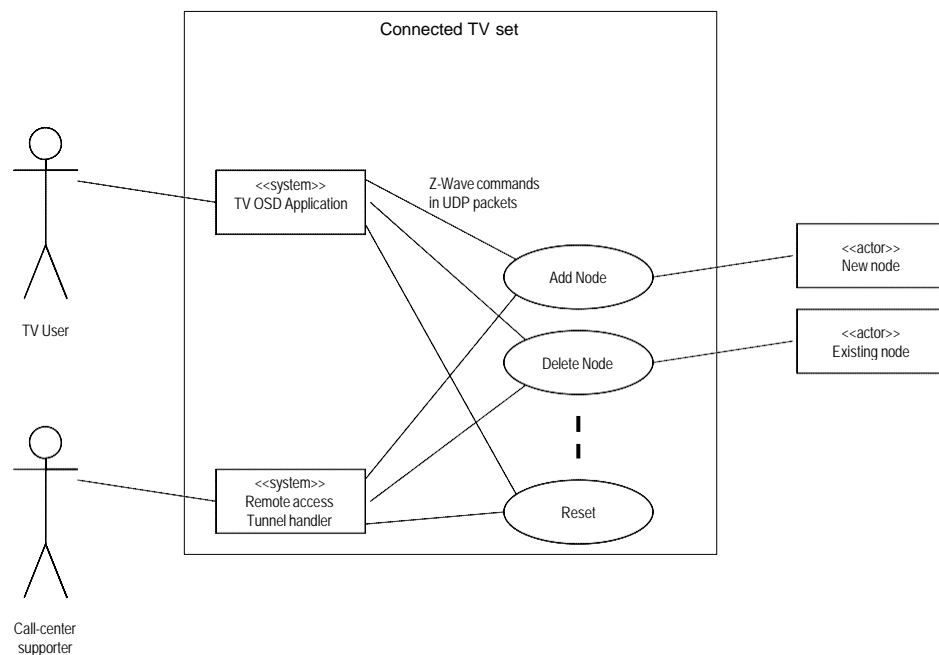 Connected TV set
<<system>>
TV OSD Application
Z-Wave commands
in UDP packets
Add Node
<<actor>>
New node
TV User
Delete Node
<<actor>>
Existing node
<<system>>
Remote access
Tunnel handler
Reset
Call-center
supporter